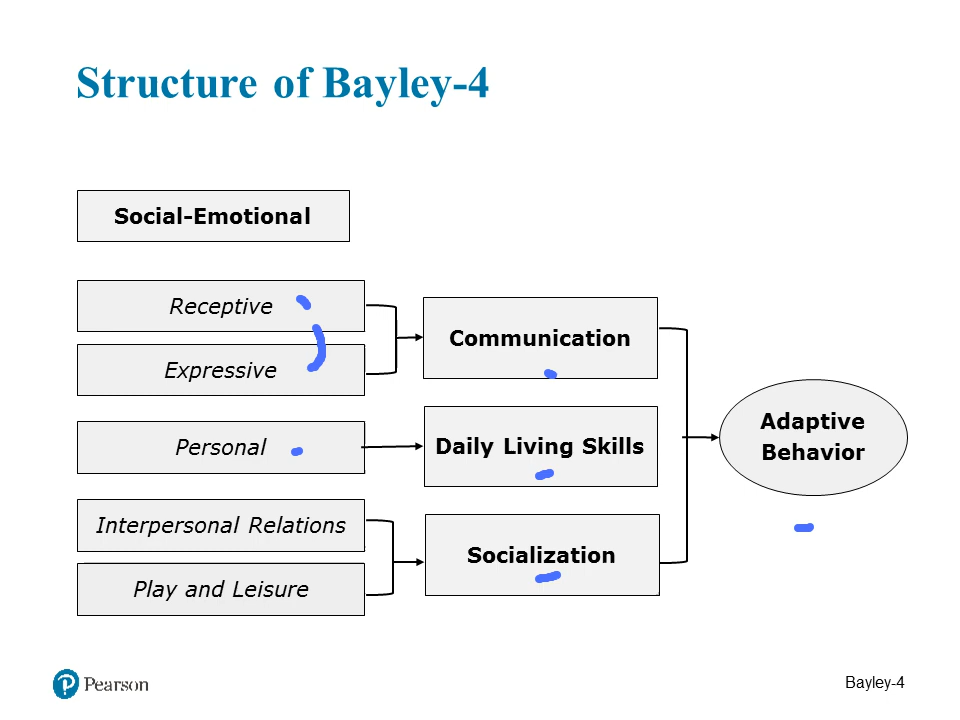 Structure of Bayley-4
Social-Emotional
Receptive
Expressive
Communication
Personal
Daily Living Skills
Adaptive
Behavior
Interpersonal Relations
Play and Leisure
Socialization
Pearson
Bayley-4